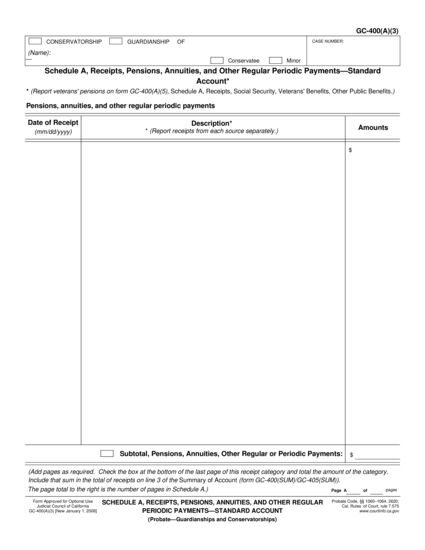 GC-400(A)(3)
CONSERVATORSHIP GUARDIANSHIP OF
CASE NUMBER:
(Name):
Conservatee Minor
Schedule A, Receipts, Pensions, Annuities, and Other Regular Periodic Payments—Standard
Account*
* (Report veterans' pensions on form GC-400(A)(5), Schedule A, Receipts, Social Security, Veterans' Benefits, Other Public Benefits.)
Pensions, annuities, and other regular periodic payments
Date of Receipt
(mm/dd/yyyy)
Description*
* (Report receipts from each source separately.)
Amounts
$
Subtotal, Pensions, Annuities, Other Regular or Periodic Payments: $
(Add pages as required. Check the box at the bottom of the last page of this receipt category and total the amount of the category.
Include that sum in the total of receipts on line 3 of the Summary of Account (form GC-400(SUM)/GC-405(SUM)).
The page total to the right is the number of pages in Schedule A.)
Page A of pages
Form Approved for Optional Use
Judicial Council of California
GC-400(A)(3) [New January 1, 2008]
SCHEDULE A, RECEIPTS, PENSIONS, ANNUITIES, AND OTHER REGULAR
PERIODIC PAYMENTS—STANDARD ACCOUNT
(Probate—Guardianships and Conservatorships)
Probate Code, §§ 1060–1064, 2620;
Cal. Rules of Court, rule 7.575
www.courtinfo.ca.gov